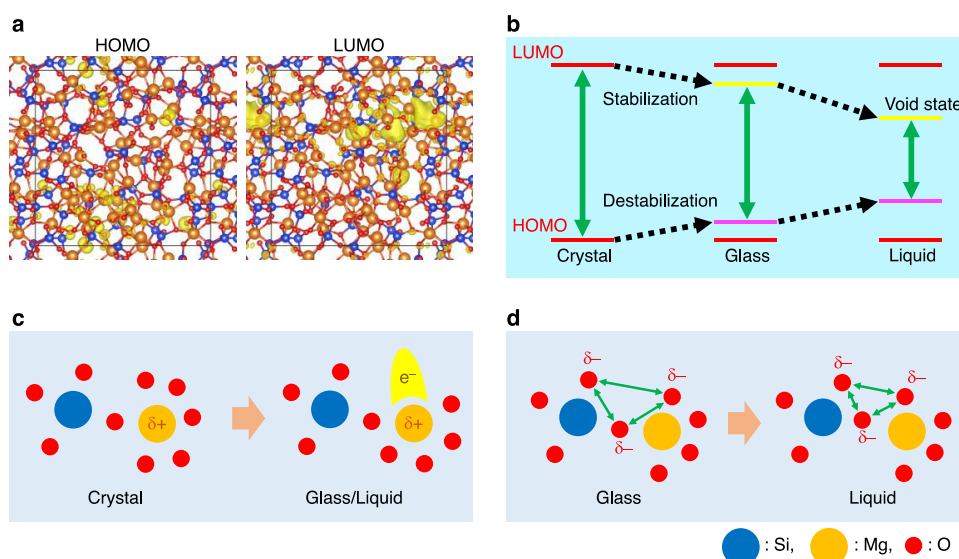 a
HOMO
LUMO
b
LUMO
Stabilization
Void state
Destabilization
HOMO
Crystal
Glass
Liquid
c
e–
δ+
δ+
Crystal
Glass/Liquid
d
δ–
δ–
δ–
δ–
δ–
δ–
Glass
Liquid
: Si, : Mg, : O